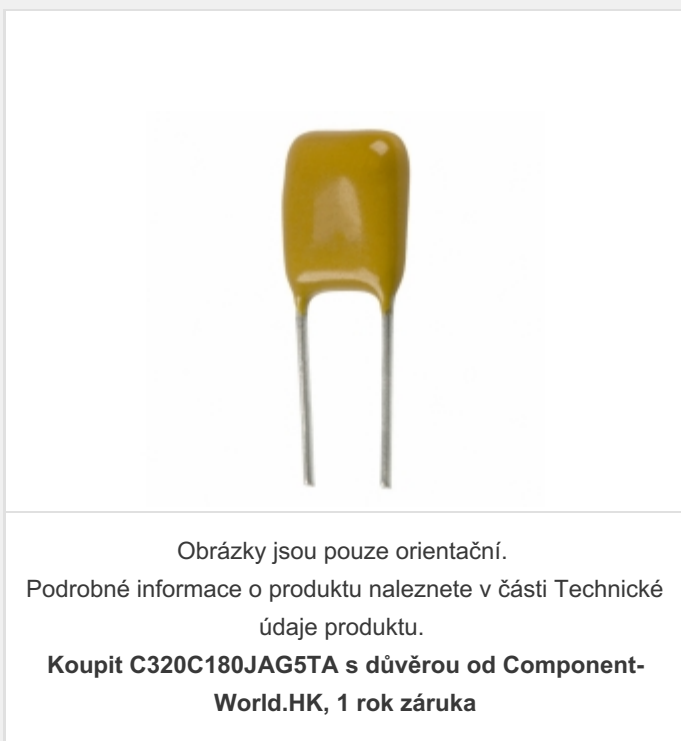 Obrázky jsou pouze orientační.
Podrobné informace o produktu naleznete v části Technické
údaje produktu.
Koupit C320C180JAG5TA s důvěrou od Component-
World.HK, 1 rok záruka